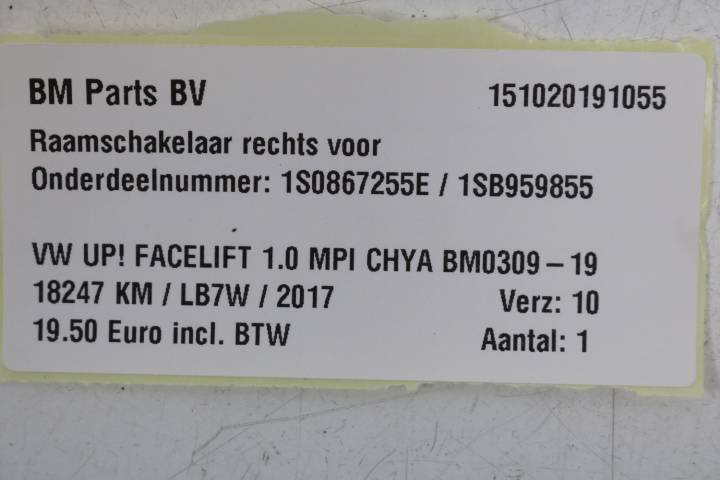 BM Parts BV 151020191055
Raamschakelaar rechts voor
Onderdeelnummer: 1S0867255E / 1SB959855
VW UP! FACELIFT 1.0 MPI CHYA BM0309 – 19
18247 KM / LB7W / 2017 Verz: 10
19.50 Euro incl. BTW Aantal: 1